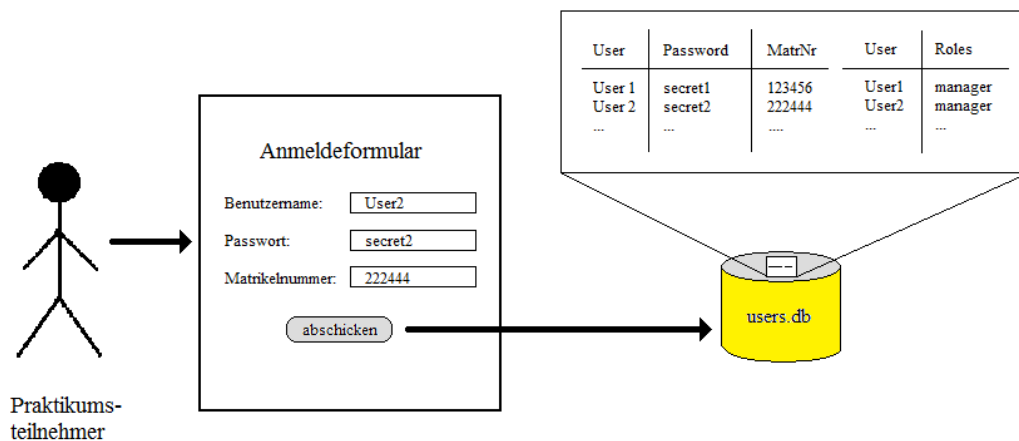 User Password MatrNr User Roles
User 1 secret1 123456 User1 manager
User 2 secret2 222444 User2 manager
... ... .... ... ...
Anmeldeformular
Benutzername: User2
Passwort: secret2
Matrikelnummer: 222444
abschicken
users.db
Praktikums-
teilnehmer